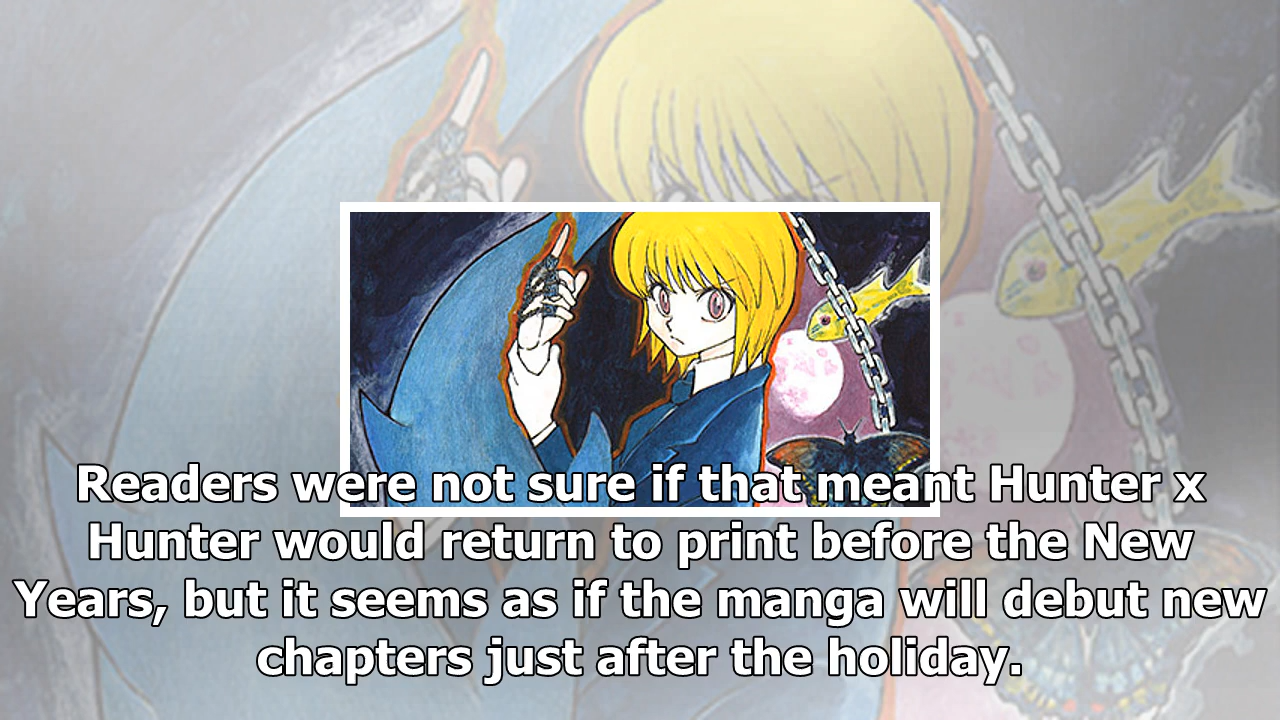 Readers were not sure if that meant Hunter x
Hunter would return to print before the New
Years, but it seems as if the manga will debut new
chapters just after the holiday.